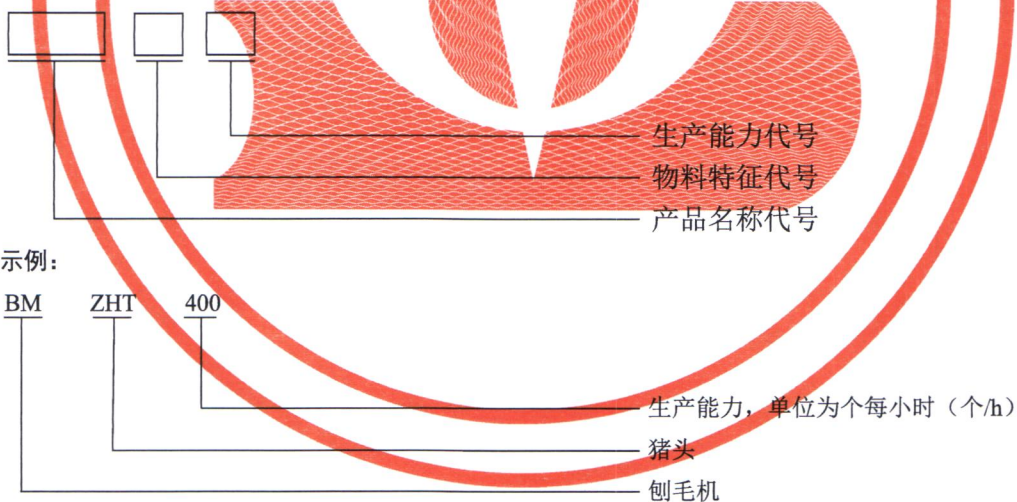 生产能力代号
物料特征代号
产品名称代号
示例：
BM ZHT 400
生产能力，单位为个每小时（个/h）
猪头
刨毛机